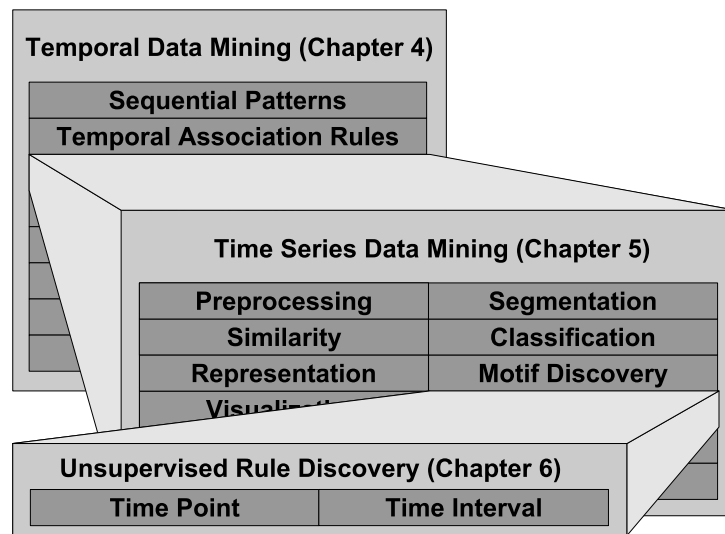 Temporal Data Mining (Chapter 4)
Sequential Patterns
Temporal Association Rules
Time Series Data Mining (Chapter 5)
Preprocessing Segmentation
Similarity Classification
Representation Motif Discovery
Unsupervised Rule Discovery (Chapter 6)
Time Point Time Interval